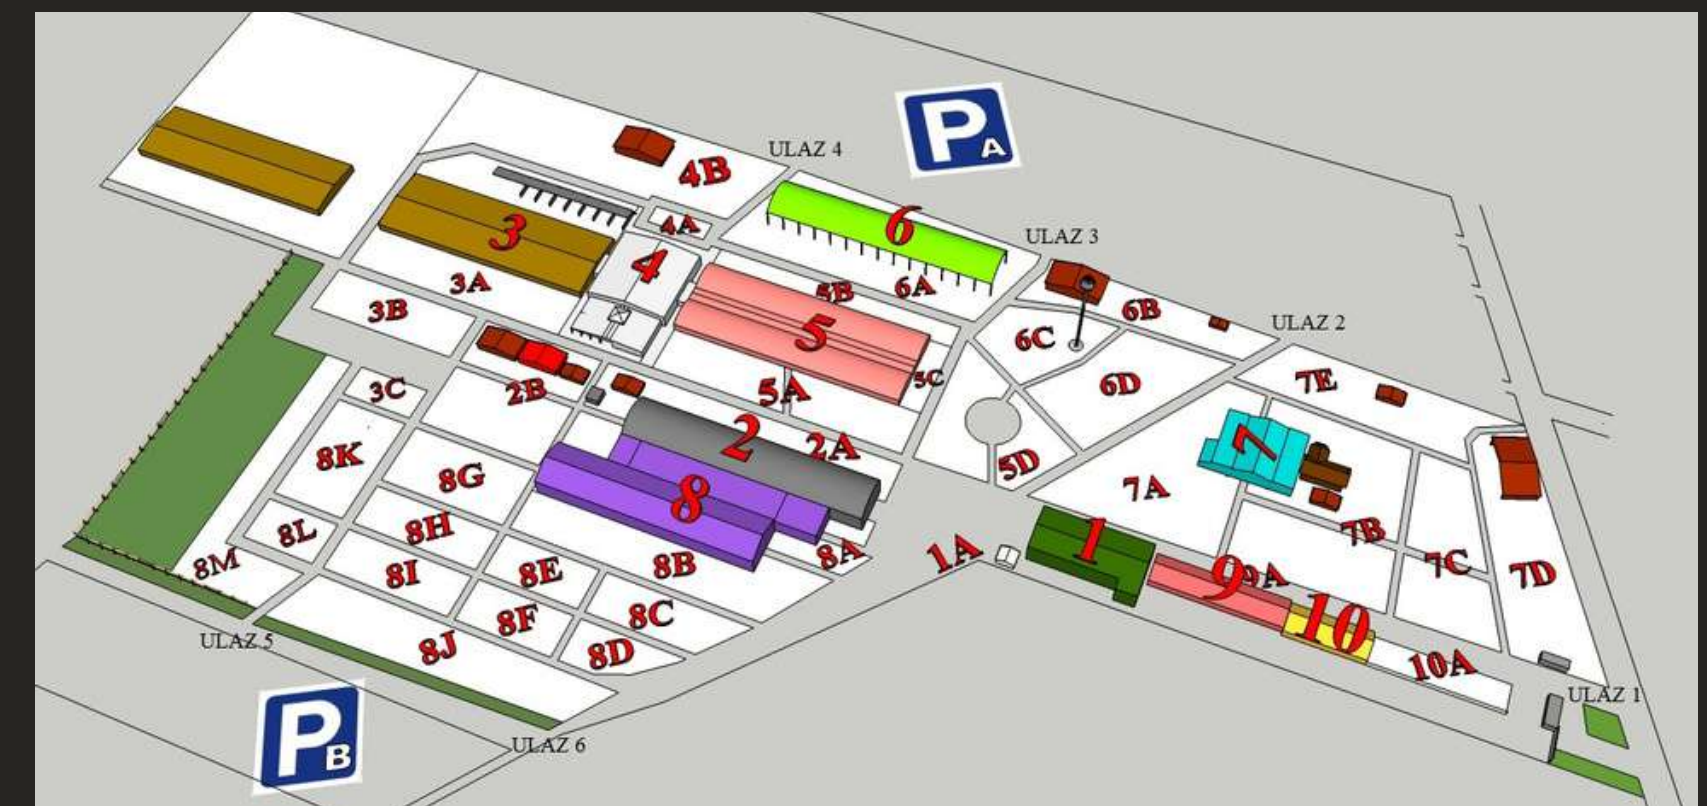 P A
ULAZ 4
4B
6
3
4A
ULAZ 3
4
3A
5B
6A
3B
6B
ULAZ 2
5
6C
5C
7E
6D
3C
2B
5A
2
2A
7
8K
8G
5D
7A
8
8L
8H
7B
1
1A
8A
8M
8I
8E
8B
7C
7D
9
9A
8F
8C
10
ULAZ 5
8J
8D
10A
ULAZ 1
P B
ULAZ 6